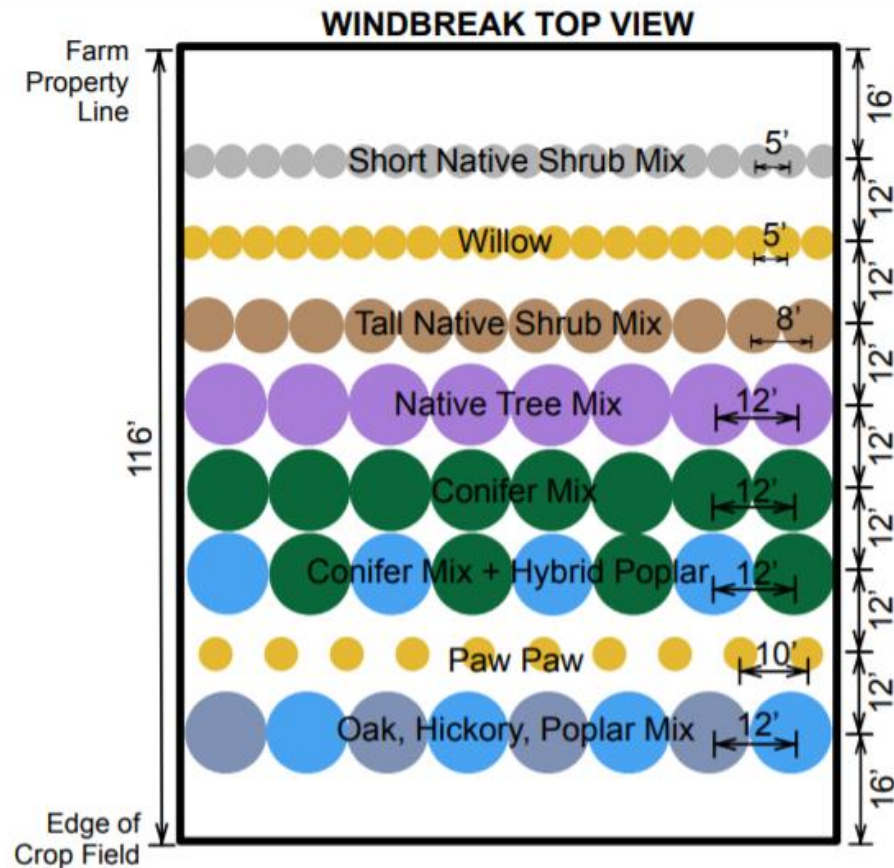 WINDBREAK TOP VIEW
Farm
Property
Line
16'
5'
Short Native Shrub Mix
12'
Willow
5'
12'
Tall Native Shrub Mix
8'
12'
Native Tree Mix
12'
116'
12'
Conifer Mix
12'
12'
Conifer Mix + Hybrid Poplar
12'
12'
Paw Paw
10'
12'
Oak, Hickory, Poplar Mix
12'
16'
Edge of
Crop Field